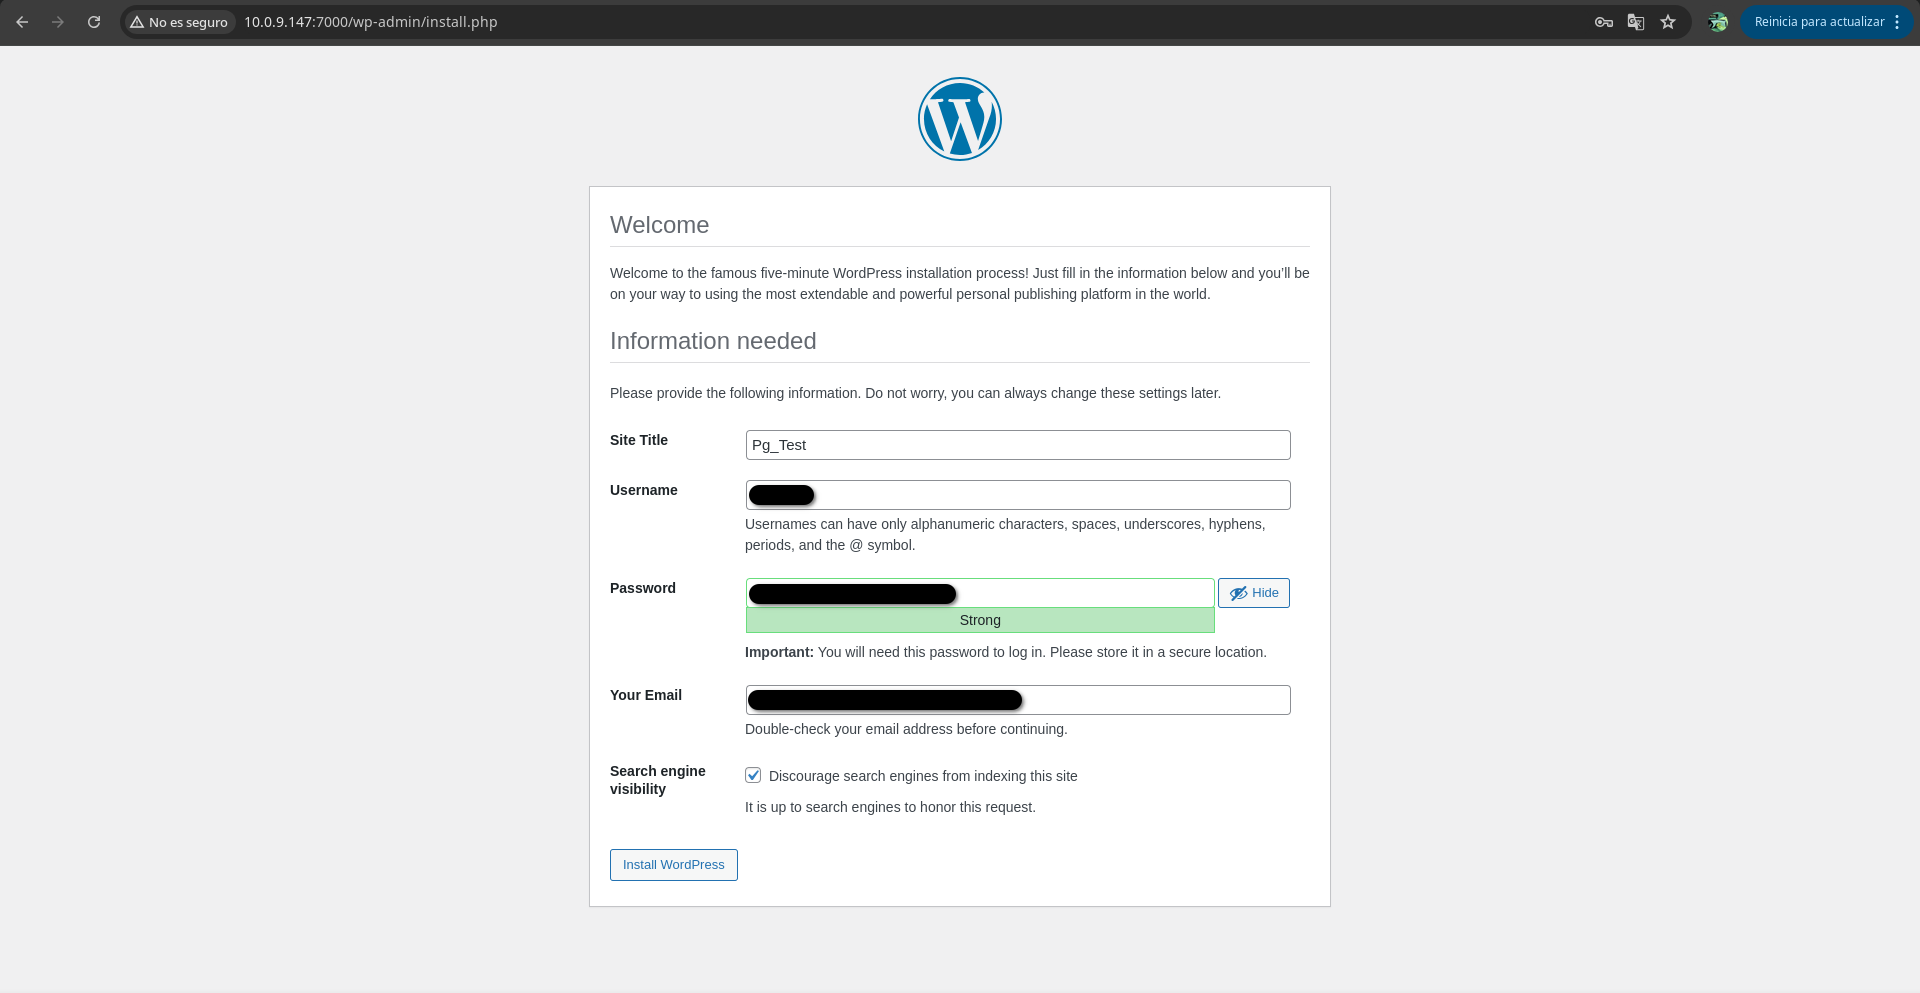 No es seguro 10.0.9.147:7000/wp-admin/install.php Reinicia para actualizar
Welcome
Welcome to the famous five-minute WordPress installation process! Just fill in the information below and you’ll be
on your way to using the most extendable and powerful personal publishing platform in the world.
Information needed
Please provide the following information. Do not worry, you can always change these settings later.
Site Title Pg_Test
Username
Usernames can have only alphanumeric characters, spaces, underscores, hyphens,
periods, and the @ symbol.
Password Hide
Strong
Important: You will need this password to log in. Please store it in a secure location.
Your Email
Double-check your email address before continuing.
Search engine
visibility
Discourage search engines from indexing this site
It is up to search engines to honor this request.
Install WordPress